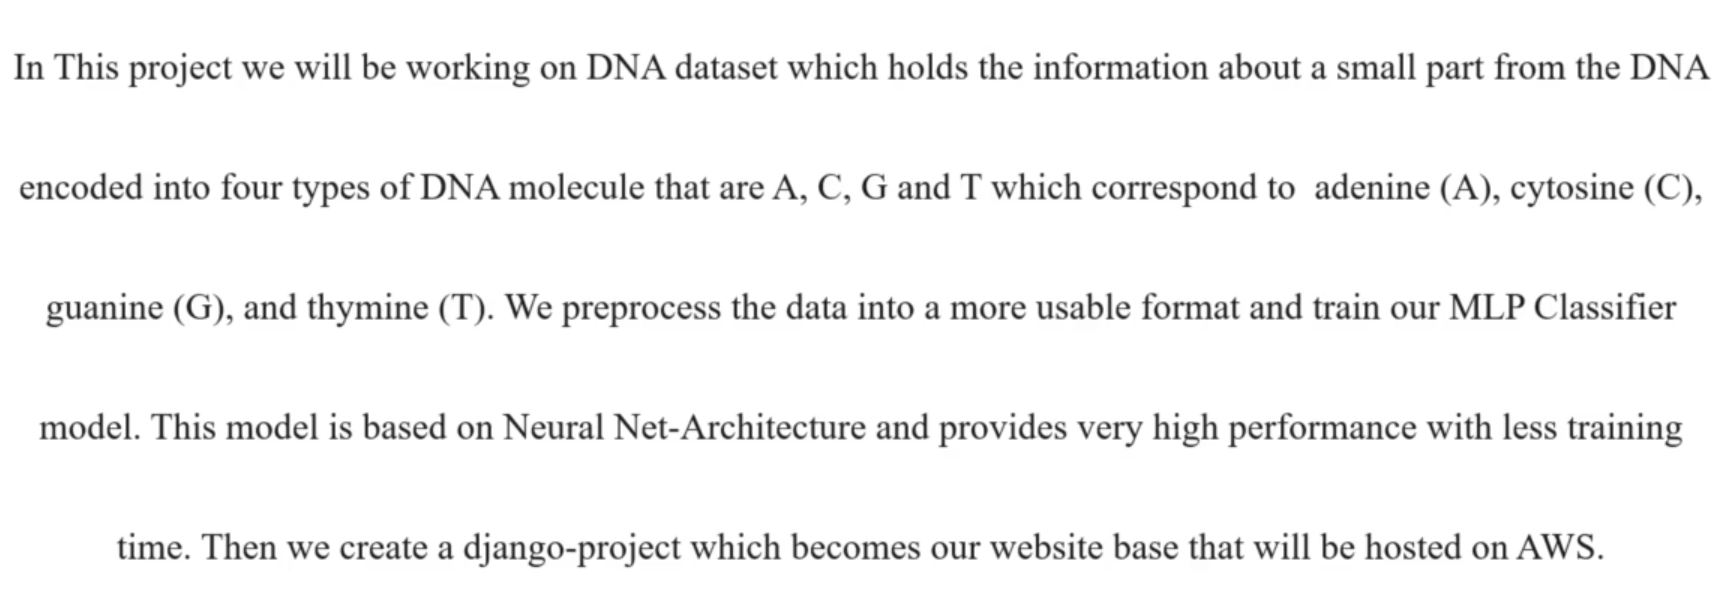 In This project we will be working on DNA dataset which holds the information about a small part from the DNA
encoded into four types of DNA molecule that are A, C, G and T which correspond to  adenine (A), cytosine (C),
guanine (G), and thymine (T). We preprocess the data into a more usable format and train our MLP Classifier
model. This model is based on Neural Net-Architecture and provides very high performance with less training
time. Then we create a django-project which becomes our website base that will be hosted on AWS.